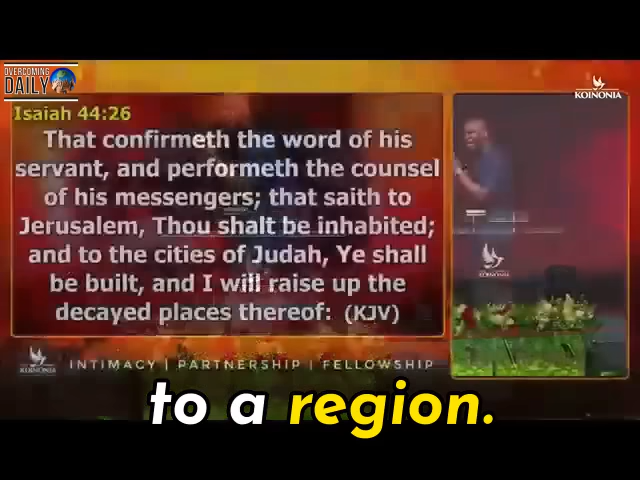 OVERCOMING
DAILY
KOINONIA
Isaiah 44:26
That confirmeth the word of his
servant, and performeth the counsel
of his messengers; that saith to
Jerusalem, Thou shalt be inhabited;
and to the cities of Judah, Ye shall
be built, and I will raise up the
decayed places thereof: (KJV)
KOINONIA
KOINONIA
INTIMACY | PARTNERSHIP | FELLOWSHIP
to a region.